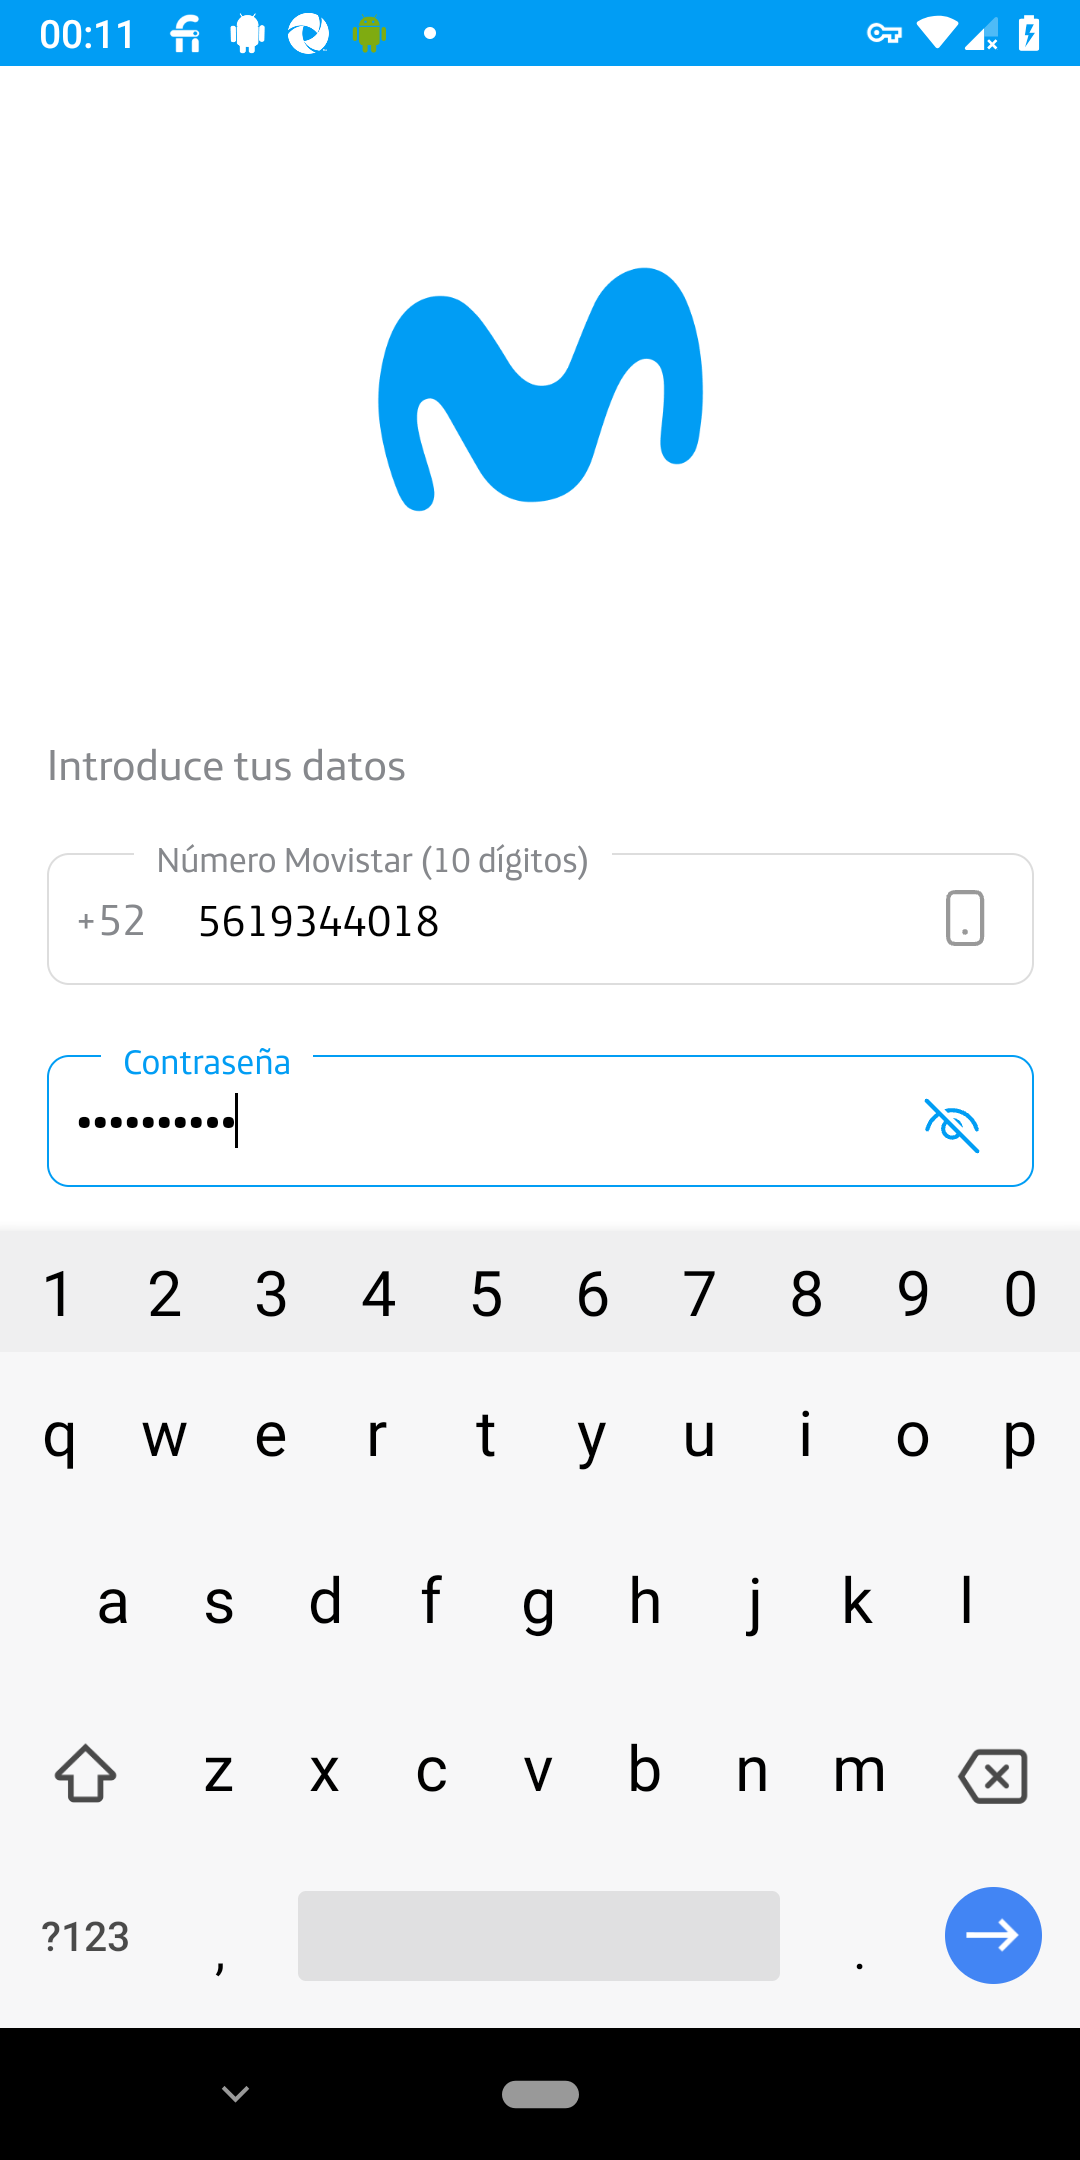 00:11
Introduce tus datos
Número Movistar (10 dígitos)
+52 5619344018
Contraseña
••••••••••
1 2 3 4 5 6 7 8 9 0
q w e r t y u i o p
a s d f g h j k l
z x c v b n m
?123 , .